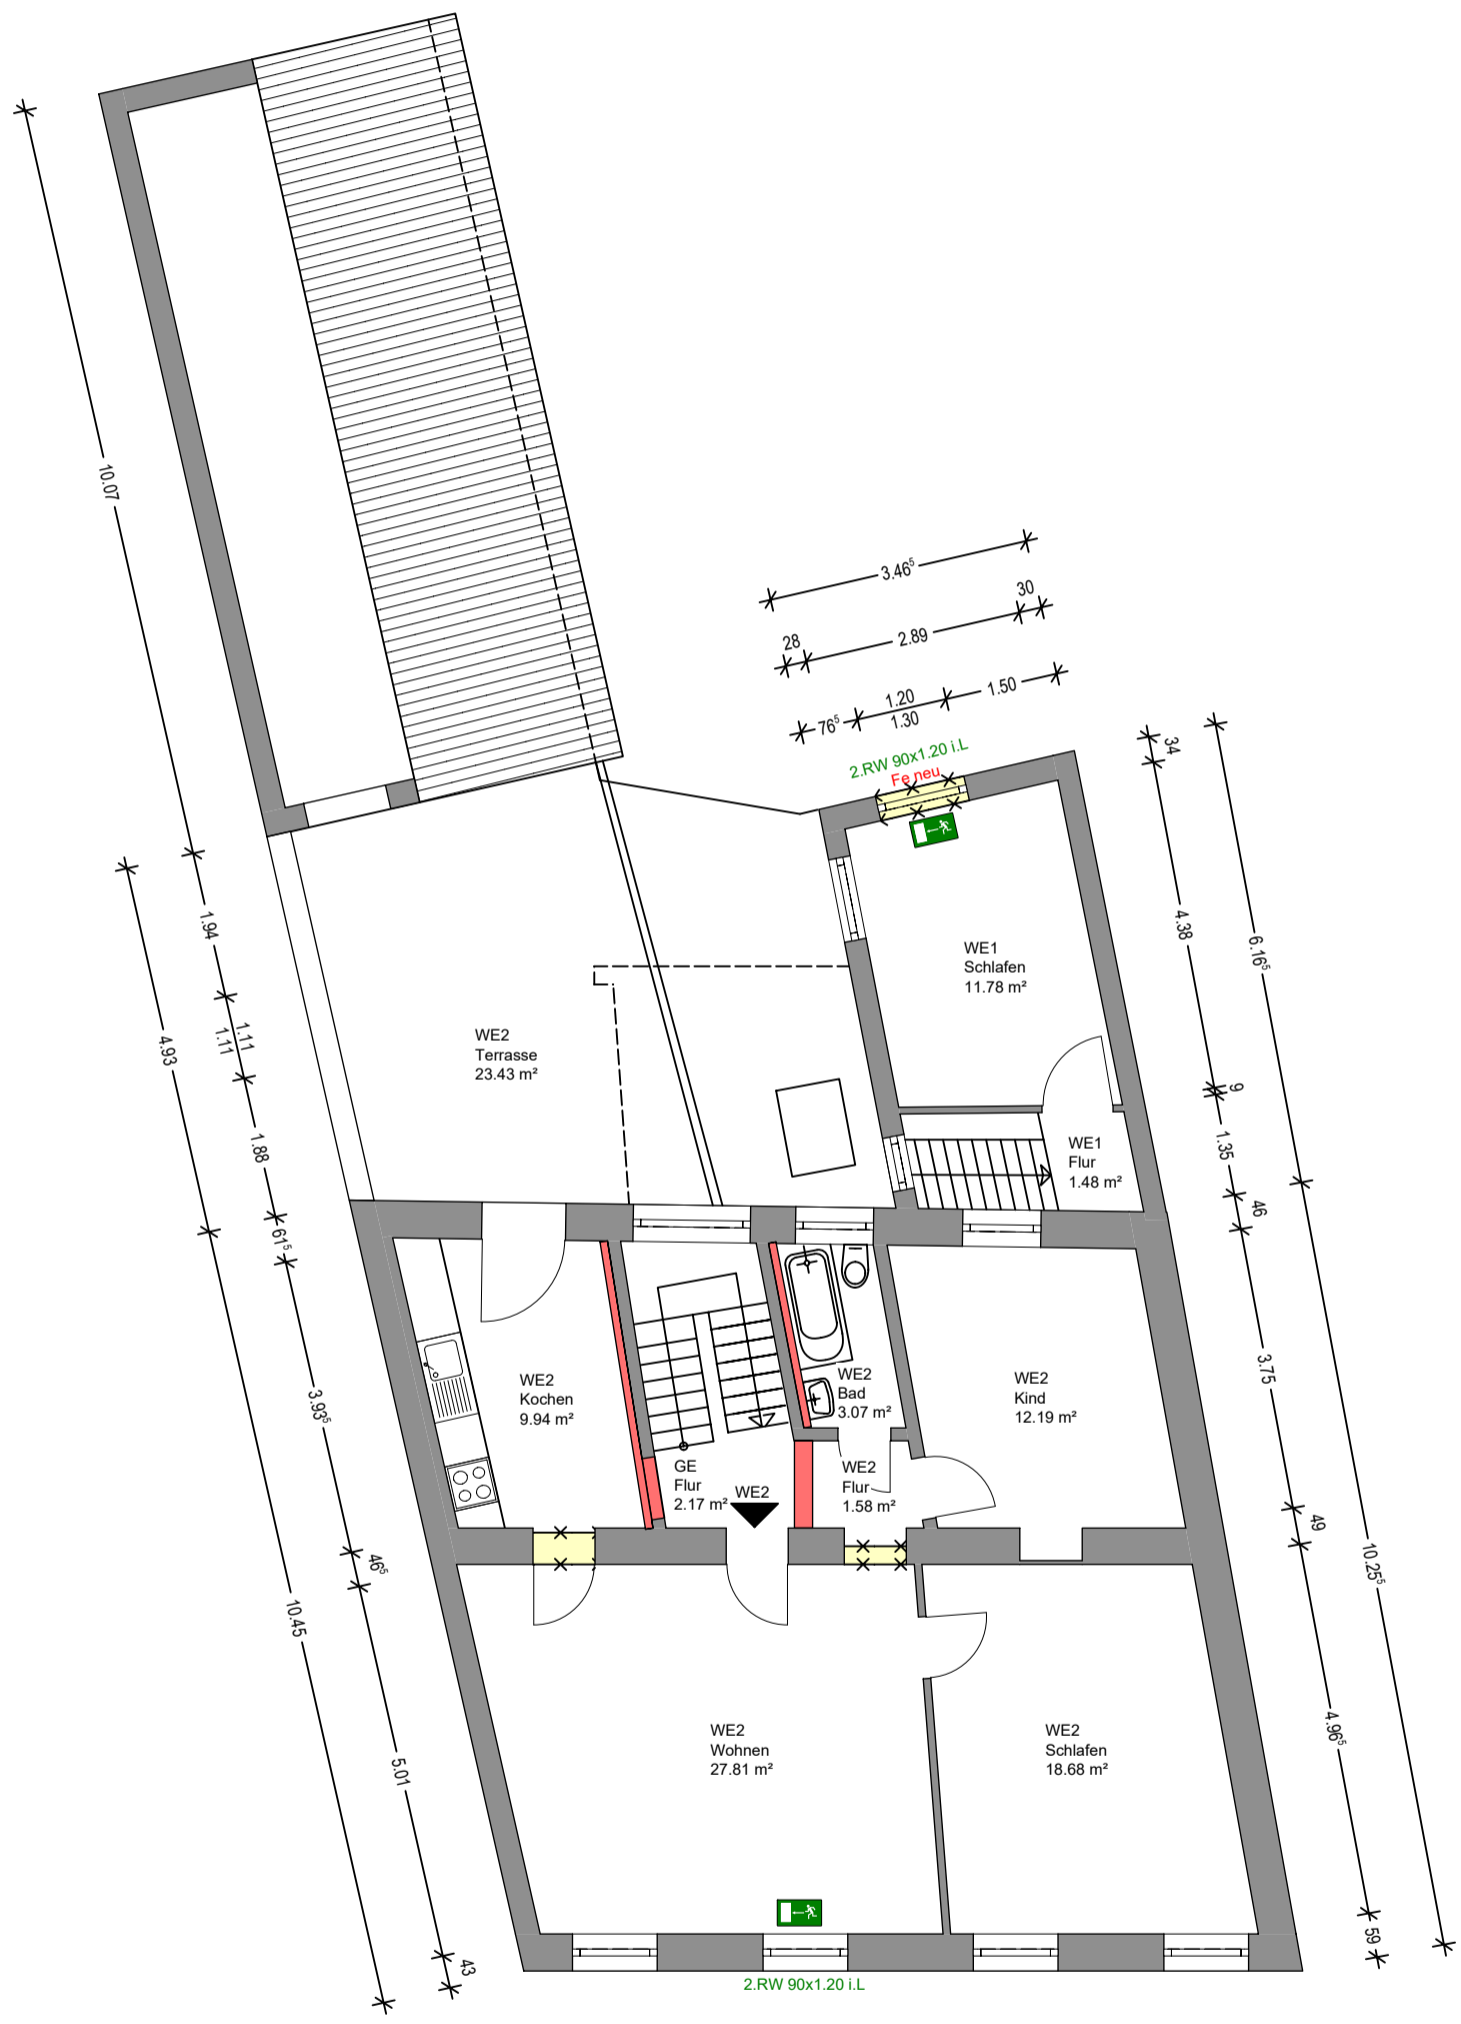 10.07
3.46⁵
30
28
2.89
1.20
1.50
76⁵
1.30
34
2.RW 90x1.20 i.L
Fe neu
1.94
4.38
6.16⁵
WE1
Schlafen
11.78 m²
4.93
1.11
1.11
WE2
Terrasse
23.43 m²
9
1.88
1.35
WE1
Flur
1.48 m²
46
61⁵
3.75
3.93⁵
WE2
Kochen
9.94 m²
WE2
Bad
3.07 m²
WE2
Kind
12.19 m²
GE
Flur
2.17 m²
WE2
WE2
Flur
1.58 m²
49
46⁵
10.25⁵
10.45
5.01
4.96⁵
WE2
Wohnen
27.81 m²
WE2
Schlafen
18.68 m²
59
43
2.RW 90x1.20 i.L